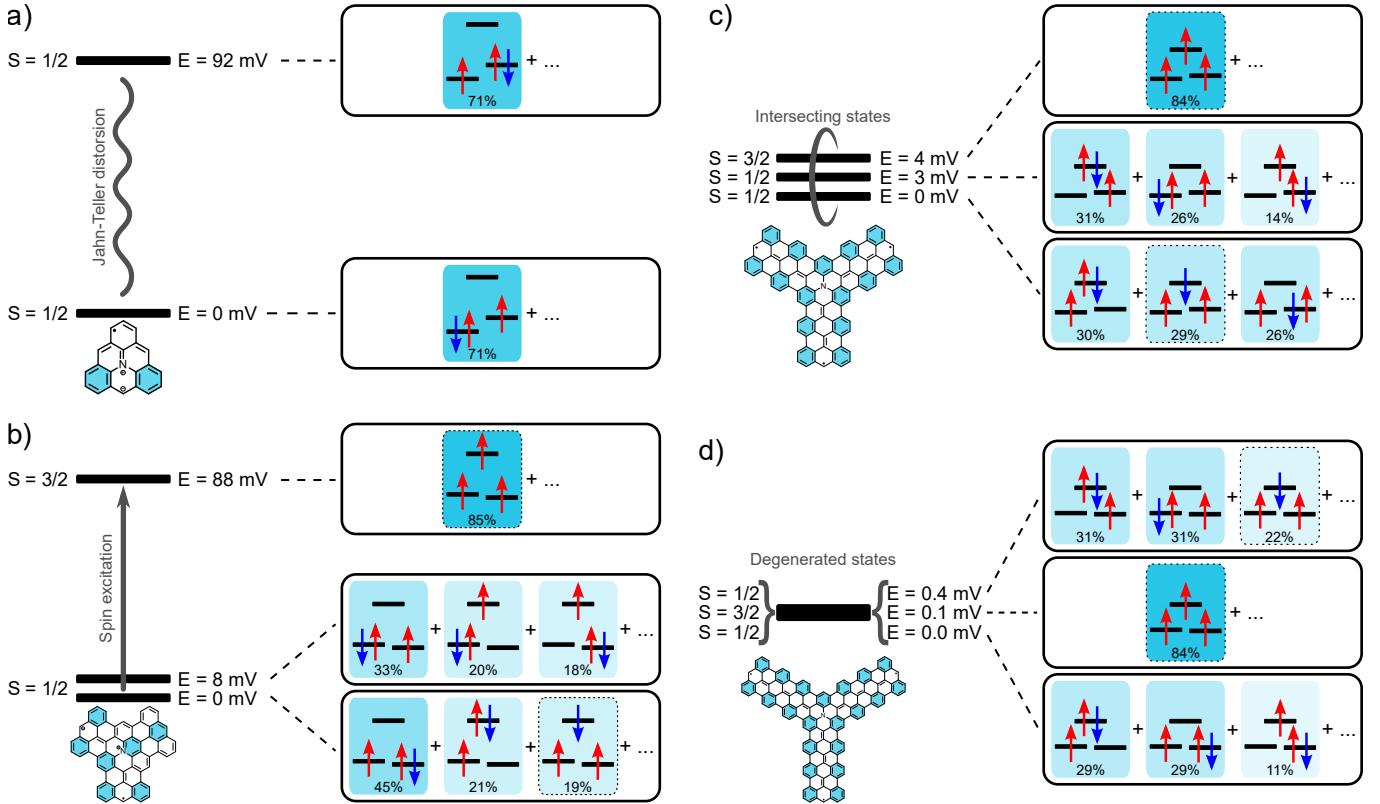 a)
S = 1/2
E = 92 mV
+ ...
71%
Jahn-Teller distorsion
S = 1/2
E = 0 mV
+ ...
71%
N
b)
S = 3/2
E = 88 mV
+ ...
85%
Spin excitation
S = 1/2
E = 8 mV
E = 0 mV
+ + + ...
33% 20% 18%
+ + + ...
45% 21% 19%
c)
+ ...
84%
Intersecting states
S = 3/2 E = 4 mV
S = 1/2 E = 3 mV
S = 1/2 E = 0 mV
+ + + ...
31% 26% 14%
N
+ + + ...
30% 29% 26%
d)
+ + + ...
31% 31% 22%
Degenerated states
S = 1/2 E = 0.4 mV
S = 3/2 E = 0.1 mV
S = 1/2 E = 0.0 mV
+ ...
84%
N
+ + + ...
29% 29% 11%